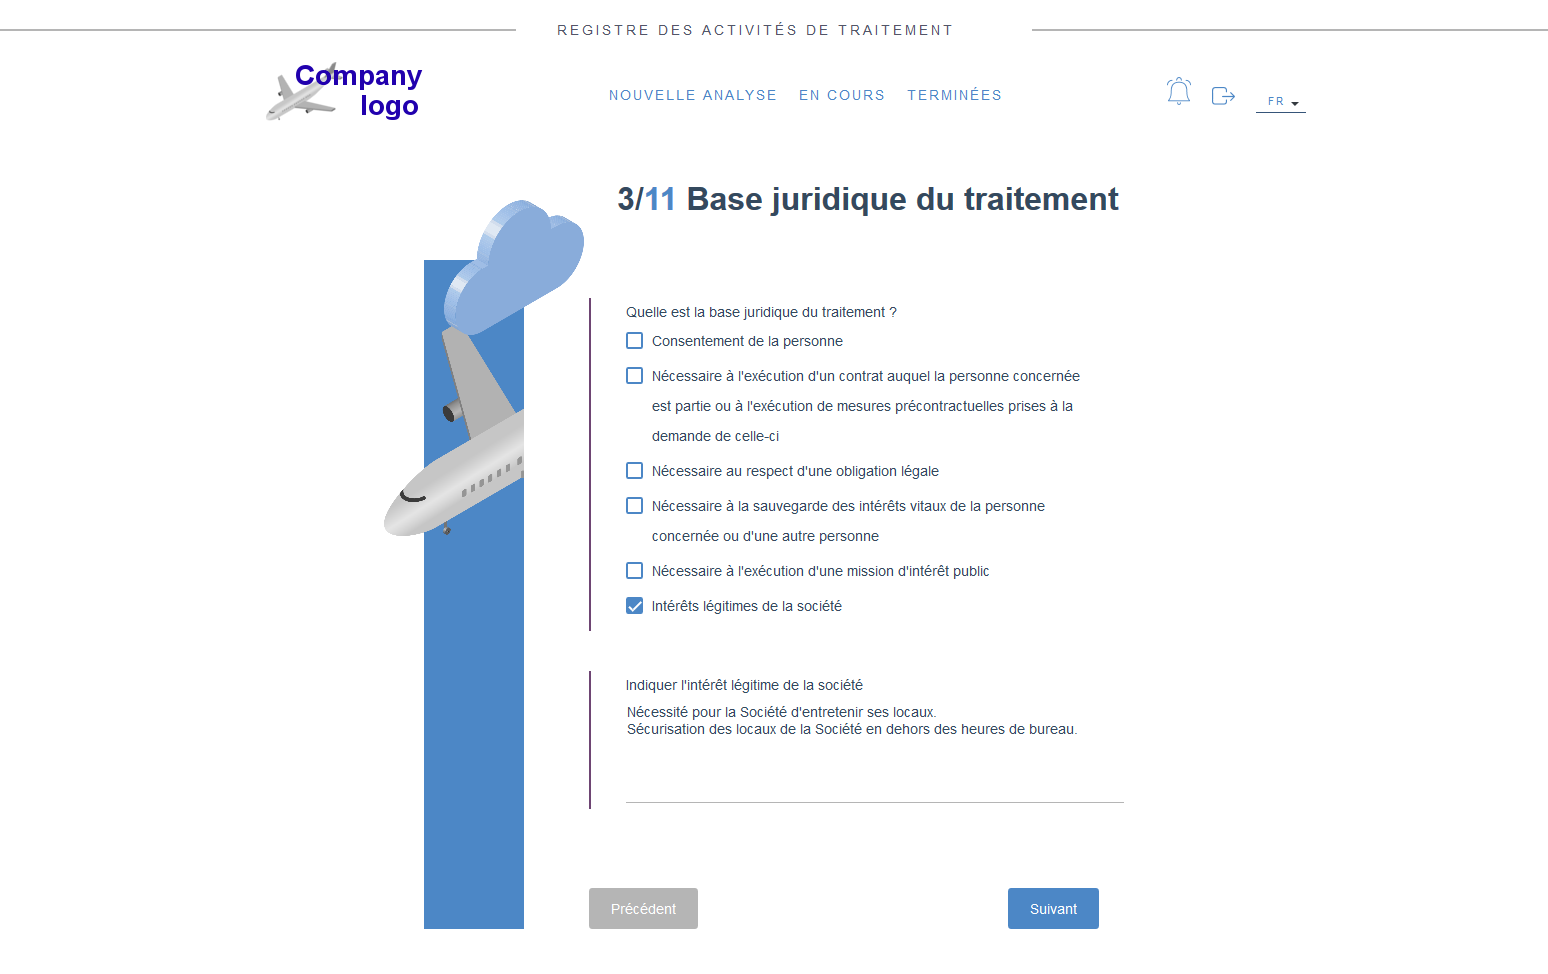 REGISTRE DES ACTIVITÉS DE TRAITEMENT
Company
logo
NOUVELLE ANALYSE EN COURS TERMINÉES
FR
3/11 Base juridique du traitement
Quelle est la base juridique du traitement ?
Consentement de la personne
Nécessaire à l'exécution d'un contrat auquel la personne concernée
est partie ou à l'exécution de mesures précontractuelles prises à la
demande de celle-ci
Nécessaire au respect d'une obligation légale
Nécessaire à la sauvegarde des intérêts vitaux de la personne
concernée ou d'une autre personne
Nécessaire à l'exécution d'une mission d'intérêt public
Intérêts légitimes de la société
Indiquer l'intérêt légitime de la société
Nécessité pour la Société d'entretenir ses locaux.
Sécurisation des locaux de la Société en dehors des heures de bureau.
Précédent
Suivant